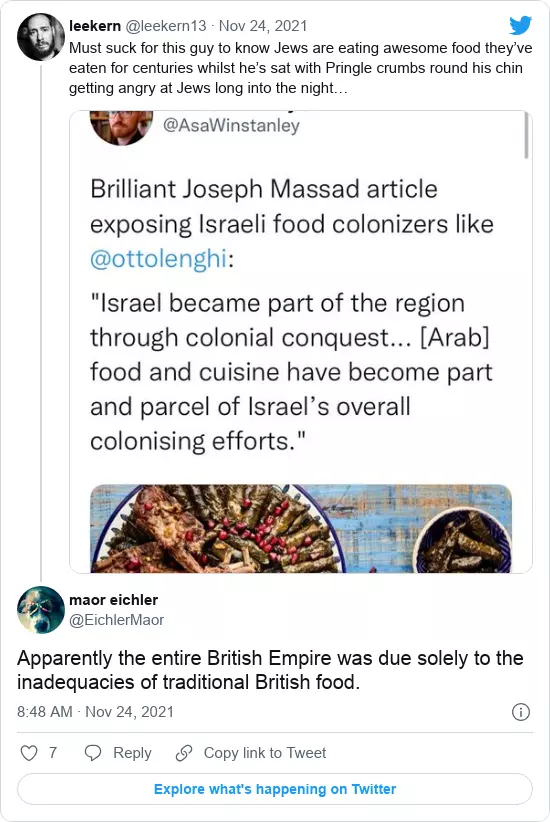 leekern @leekern13 · Nov 24, 2021
Must suck for this guy to know Jews are eating awesome food they’ve
eaten for centuries whilst he’s sat with Pringle crumbs round his chin
getting angry at Jews long into the night…
@AsaWinstanley
Brilliant Joseph Massad article
exposing Israeli food colonizers like
@ottolenghi:
"Israel became part of the region
through colonial conquest... [Arab]
food and cuisine have become part
and parcel of Israel’s overall
colonising efforts."
maor eichler
@EichlerMaor
Apparently the entire British Empire was due solely to the
inadequacies of traditional British food.
8:48 AM · Nov 24, 2021
7 Reply Copy link to Tweet
Explore what's happening on Twitter